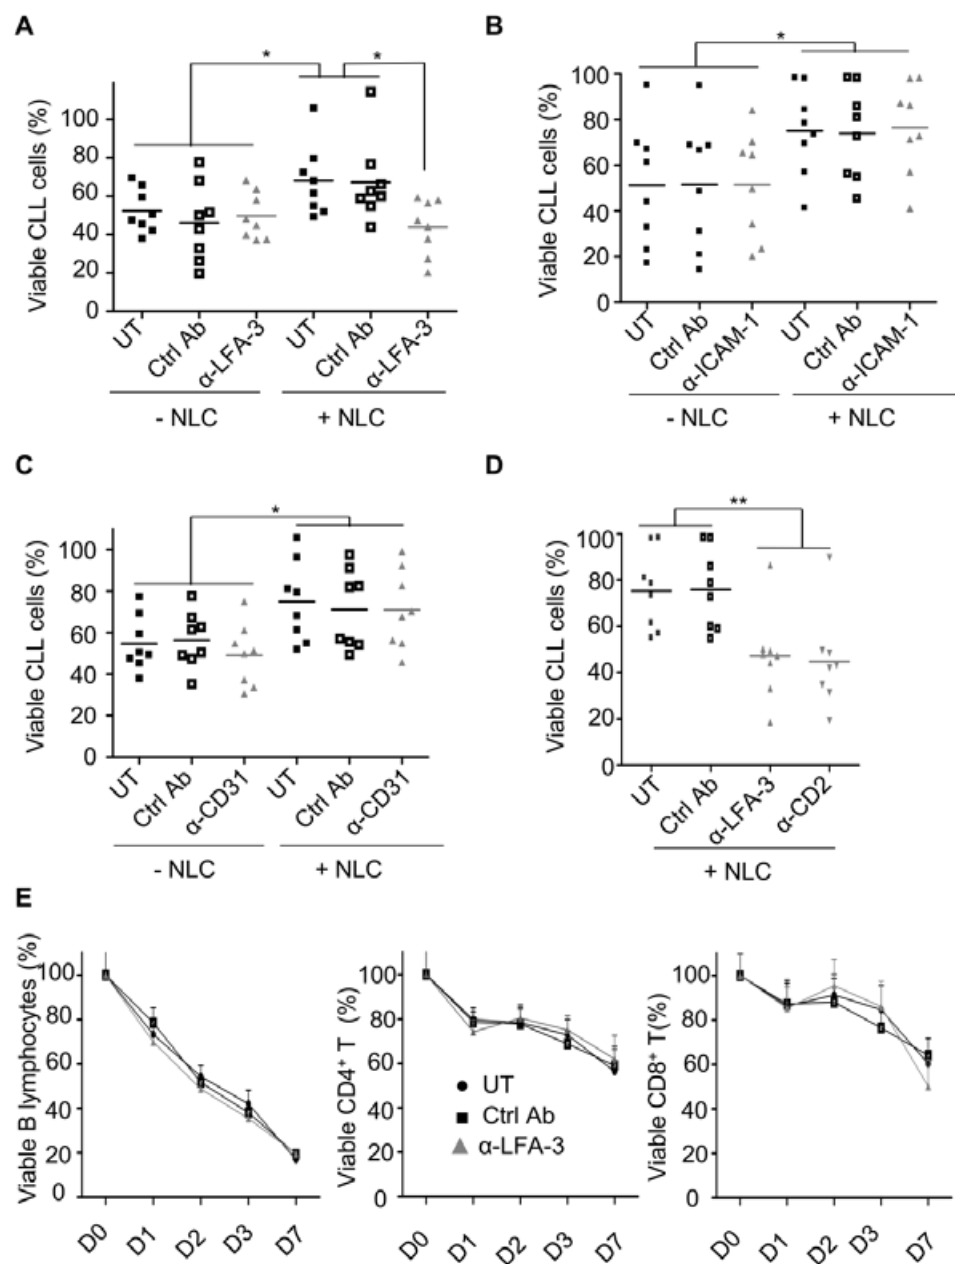 A
Viable CLL cells (%)
100
80
60
40
20
0
*
*
UT
Ctrl Ab
α-LFA-3
UT
Ctrl Ab
α-LFA-3
- NLC
+ NLC
B
Viable CLL cells (%)
100
80
60
40
20
0
*
UT
Ctrl Ab
α-ICAM-1
UT
Ctrl Ab
α-ICAM-1
- NLC
+ NLC
C
Viable CLL cells (%)
100
80
60
40
20
0
*
UT
Ctrl Ab
α-CD31
UT
Ctrl Ab
α-CD31
- NLC
+ NLC
D
Viable CLL cells (%)
100
80
60
40
20
0
**
UT
Ctrl Ab
α-LFA-3
α-CD2
+ NLC
E
Viable B lymphocytes (%)
100
80
60
40
20
0
D0
D1
D2
D3
D7
Viable CD4⁺ T (%)
100
80
60
40
20
0
UT
Ctrl Ab
α-LFA-3
D0
D1
D2
D3
D7
Viable CD8⁺ T(%)
100
80
60
40
20
0
D0
D1
D2
D3
D7